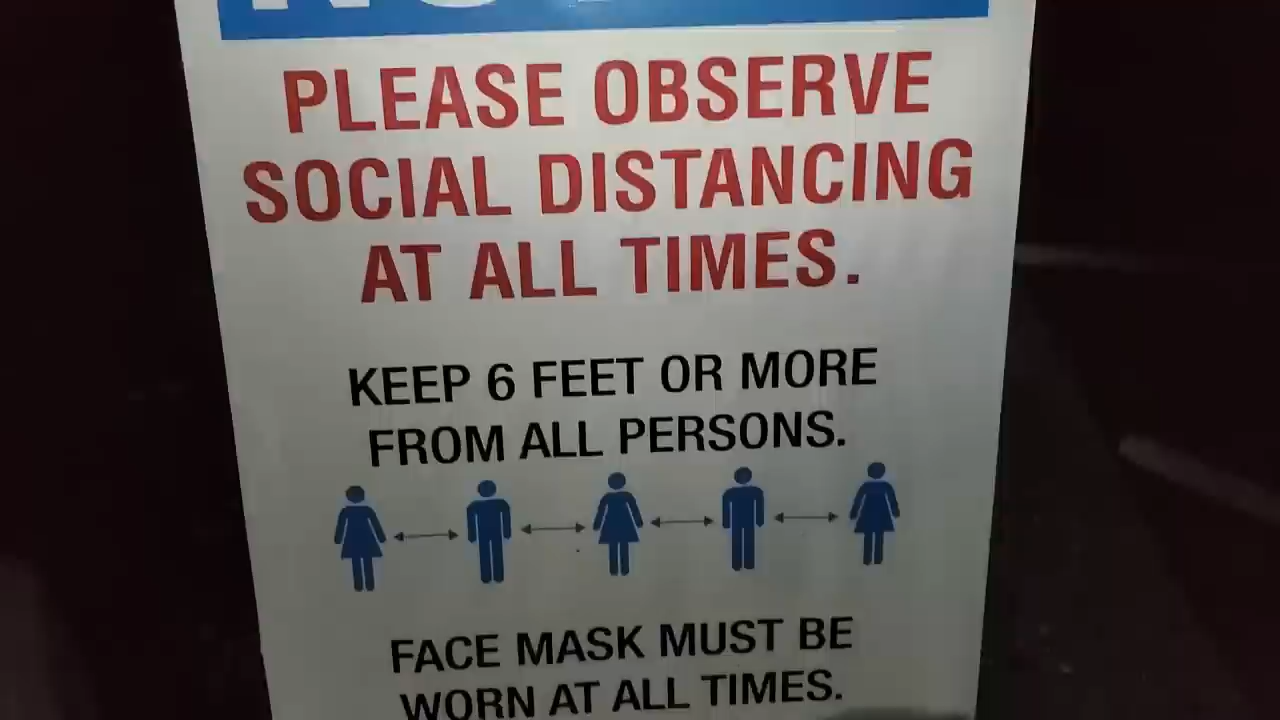 PLEASE OBSERVE
SOCIAL DISTANCING
AT ALL TIMES.
KEEP 6 FEET OR MORE
FROM ALL PERSONS.
FACE MASK MUST BE
WORN AT ALL TIMES.